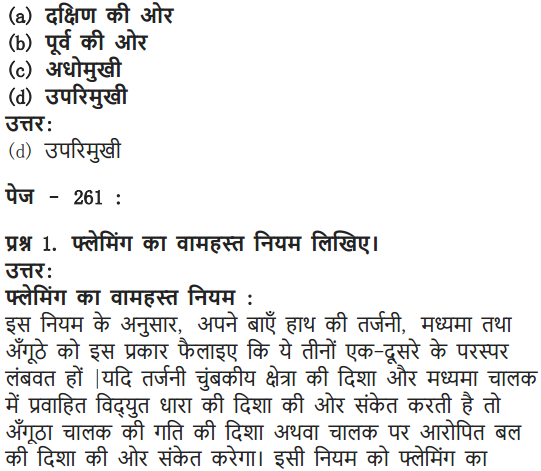 (a) दक्षिण की ओर
(b) पूर्व की ओर
(c) अधोमुखी
(d) उपरिमुखी
उत्तर:
(d) उपरिमुखी
पेज - 261 :
प्रश्न 1. फ्लेमिंग का वामहस्त नियम लिखिए।
उत्तर:
फ्लेमिंग का वामहस्त नियम :
इस नियम के अनुसार, अपने बाएँ हाथ की तर्जनी, मध्यमा तथा
अँगूठे को इस प्रकार फैलाइए कि ये तीनों एक-दूसरे के परस्पर
लंबवत हों |यदि तर्जनी चुंबकीय क्षेत्रा की दिशा और मध्यमा चालक
में प्रवाहित विद्युत धारा की दिशा की ओर संकेत करती है तो
अँगूठा चालक की गति की दिशा अथवा चालक पर आरोपित बल
की दिशा की ओर संकेत करेगा। इसी नियम को फ्लेमिंग का